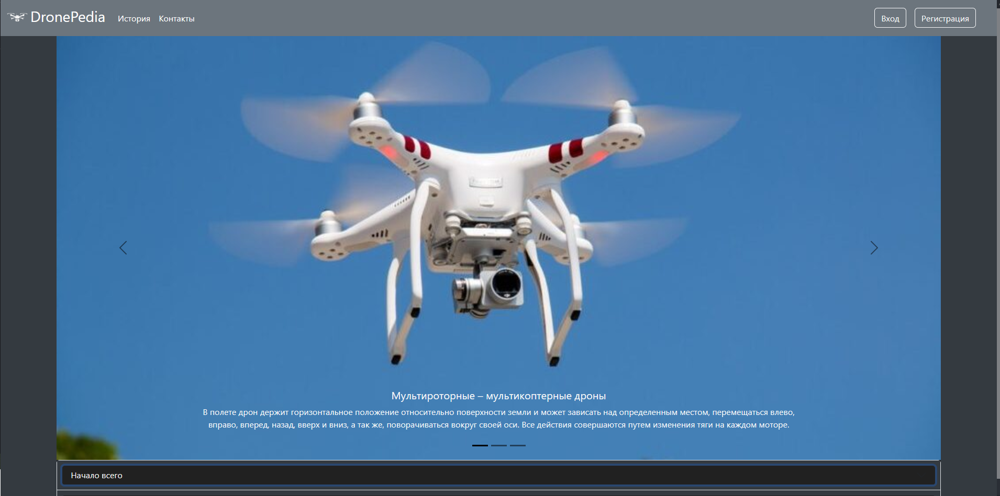 DronePedia
История
Контакты
Вход
Регистрация
Мультироторные – мультикоптерные дроны
В полете дрон держит горизонтальное положение относительно поверхности земли и может зависать над определенным местом, перемещаться влево,
вправо, вперед, назад, вверх и вниз, а так же, поворачиваться вокруг своей оси. Все действия совершаются путем изменения тяги на каждом моторе.
Начало всего